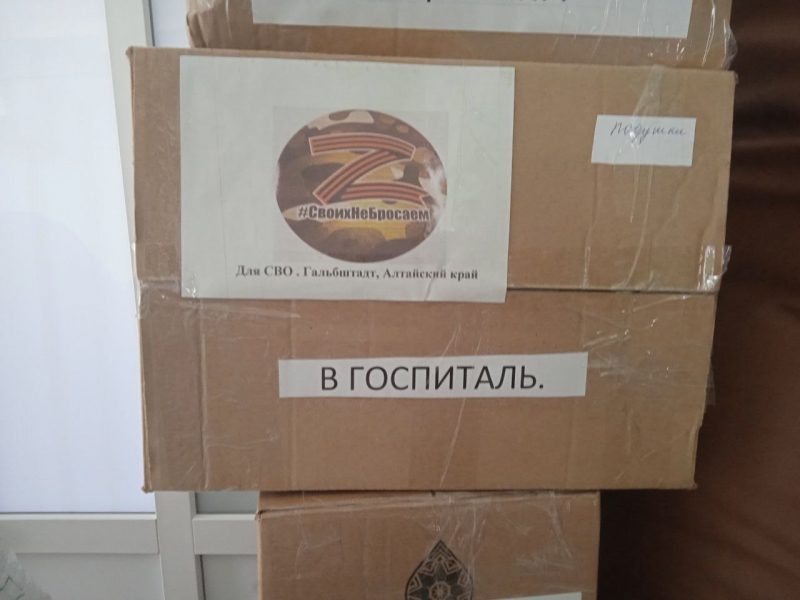 Подушки
#СвоихНеБросаем
Для СВО . Гальбштадт, Алтайский край
В ГОСПИТАЛЬ.